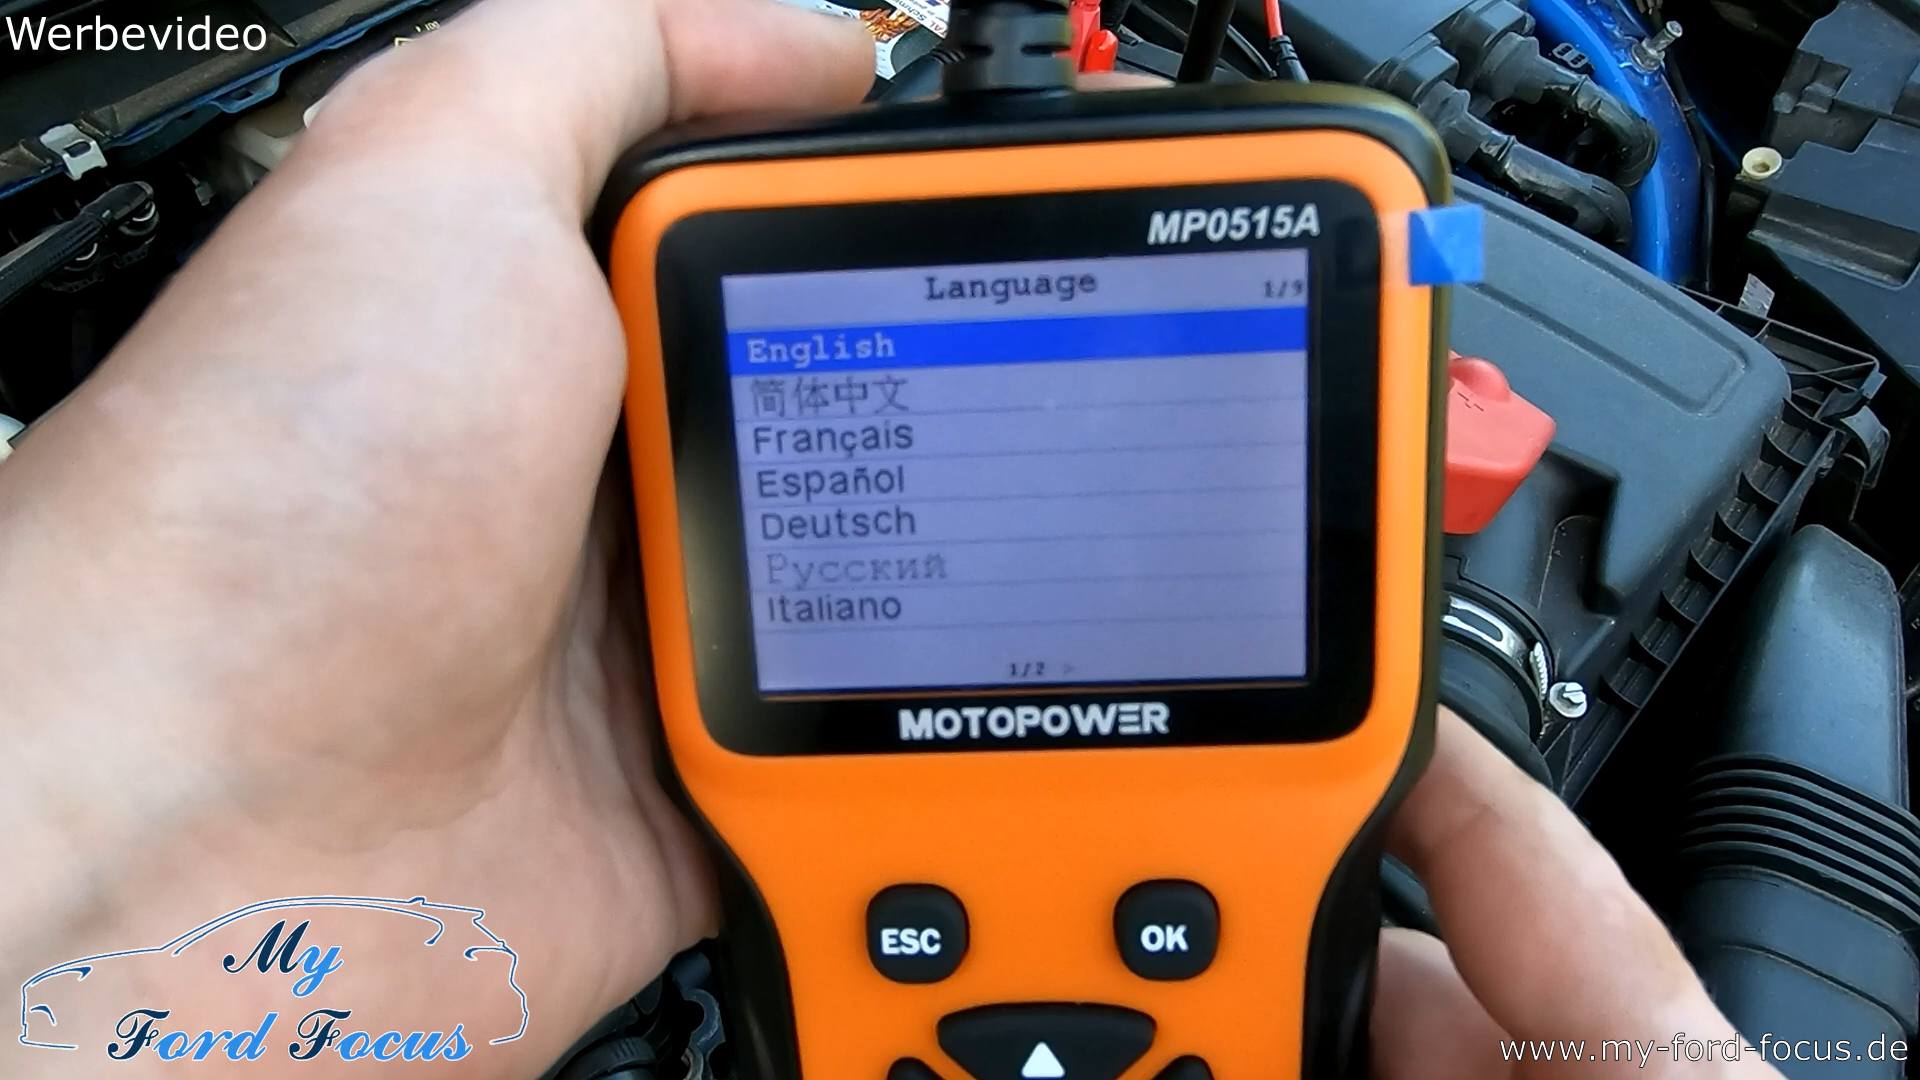 Werbevideo
MP0515A
Language
1/9
English
简体中文
Français
Español
Deutsch
Русский
Italiano
1/2 >
MOTOPOWER
ESC
OK
My
Ford Focus
www.my-ford-focus.de